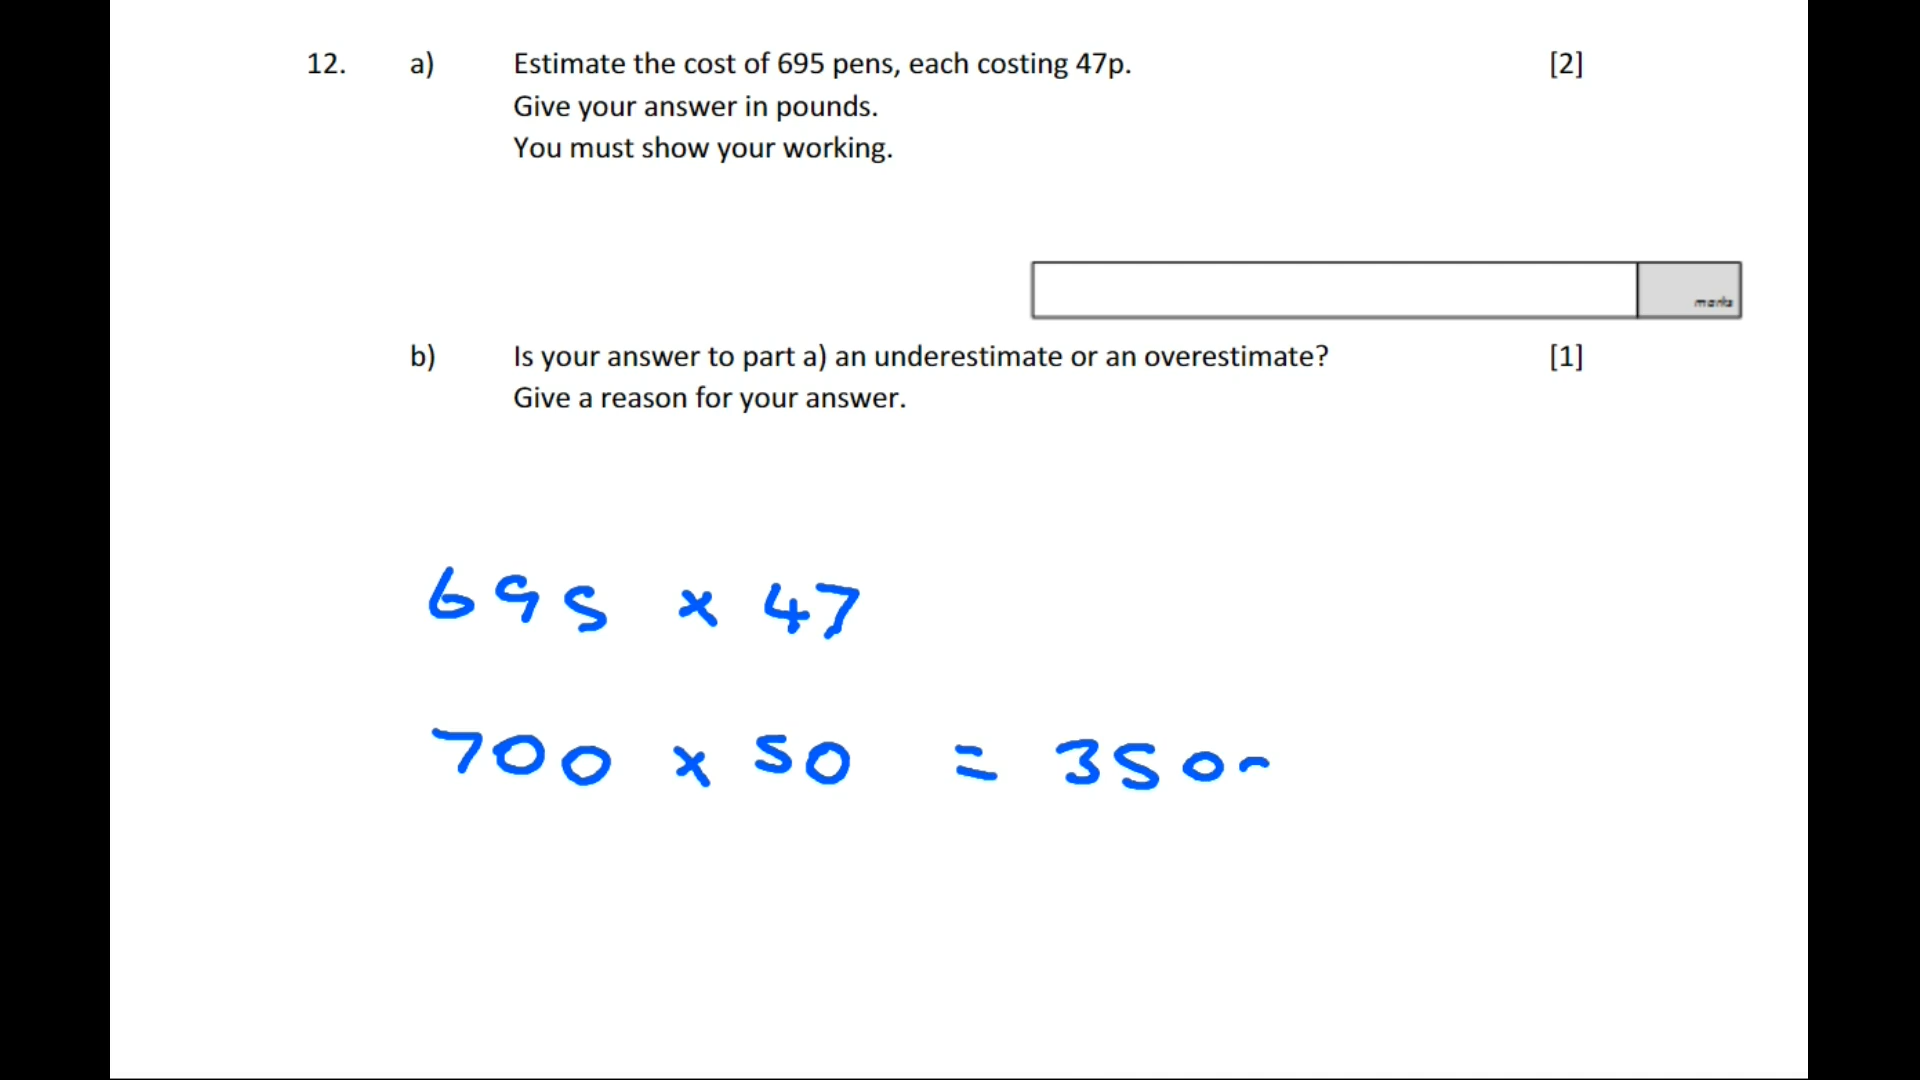 12. a) Estimate the cost of 695 pens, each costing 47p. [2]
Give your answer in pounds.
You must show your working.
marks
b) Is your answer to part a) an underestimate or an overestimate? [1]
Give a reason for your answer.
695 × 47
700 × 50 = 350